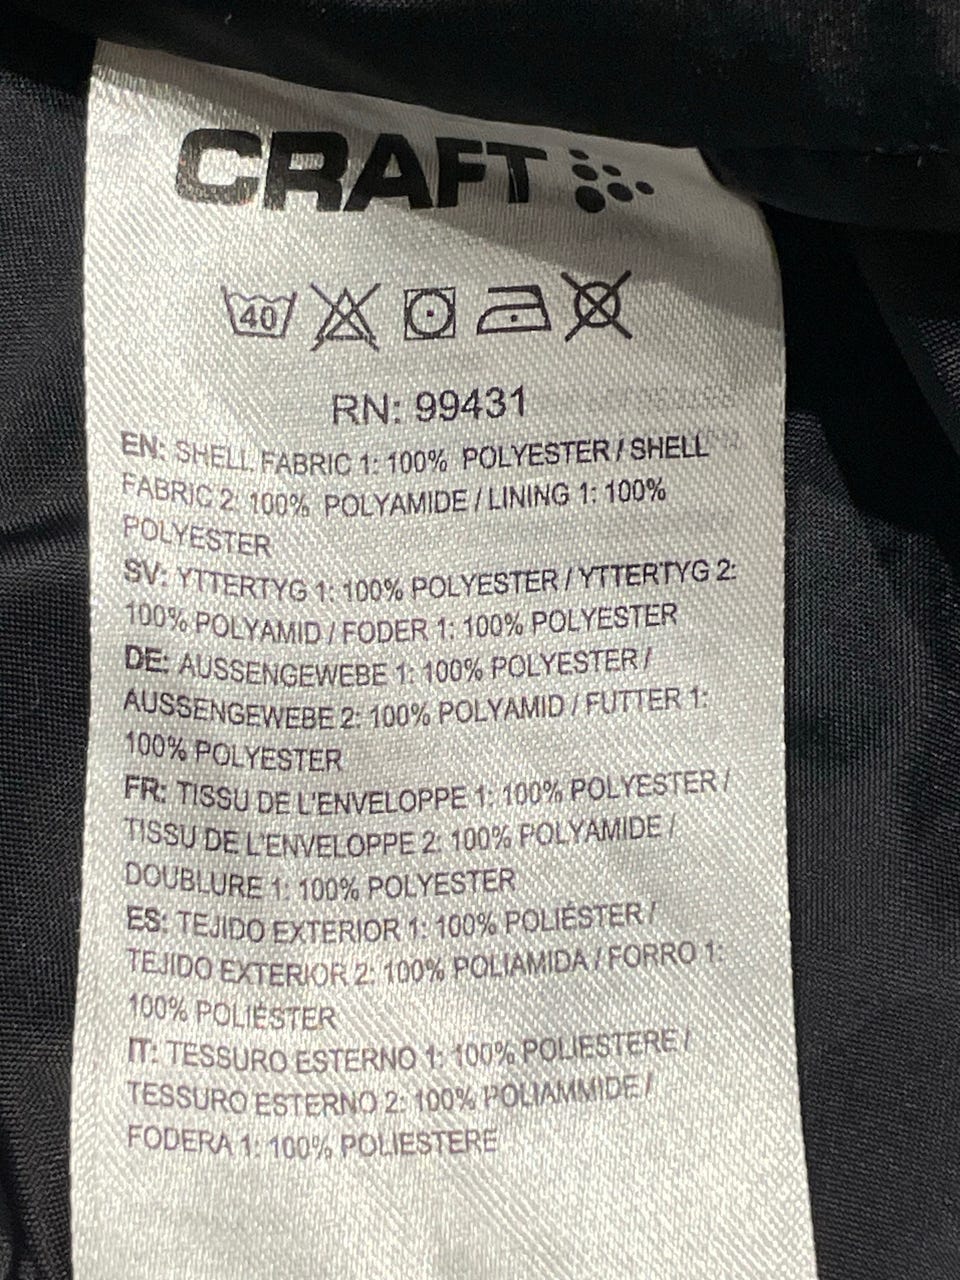 CRAFT
40
RN: 99431
EN: SHELL FABRIC 1: 100% POLYESTER / SHELL
FABRIC 2: 100% POLYAMIDE / LINING 1: 100%
POLYESTER
SV: YTTERTYG 1: 100% POLYESTER / YTTERTYG 2:
100% POLYAMID / FODER 1: 100% POLYESTER
DE: AUSSENGEWEBE 1: 100% POLYESTER /
AUSSENGEWEBE 2: 100% POLYAMID / FUTTER 1:
100% POLYESTER
FR: TISSU DE L'ENVELOPPE 1: 100% POLYESTER /
TISSU DE L'ENVELOPPE 2: 100% POLYAMIDE /
DOUBLURE 1: 100% POLYESTER
ES: TEJIDO EXTERIOR 1: 100% POLIÉSTER /
TEJIDO EXTERIOR 2: 100% POLIAMIDA / FORRO 1:
100% POLIÉSTER
IT: TESSURO ESTERNO 1: 100% POLIESTERE /
TESSURO ESTERNO 2: 100% POLIAMMIDE /
FODERA 1: 100% POLIESTERE